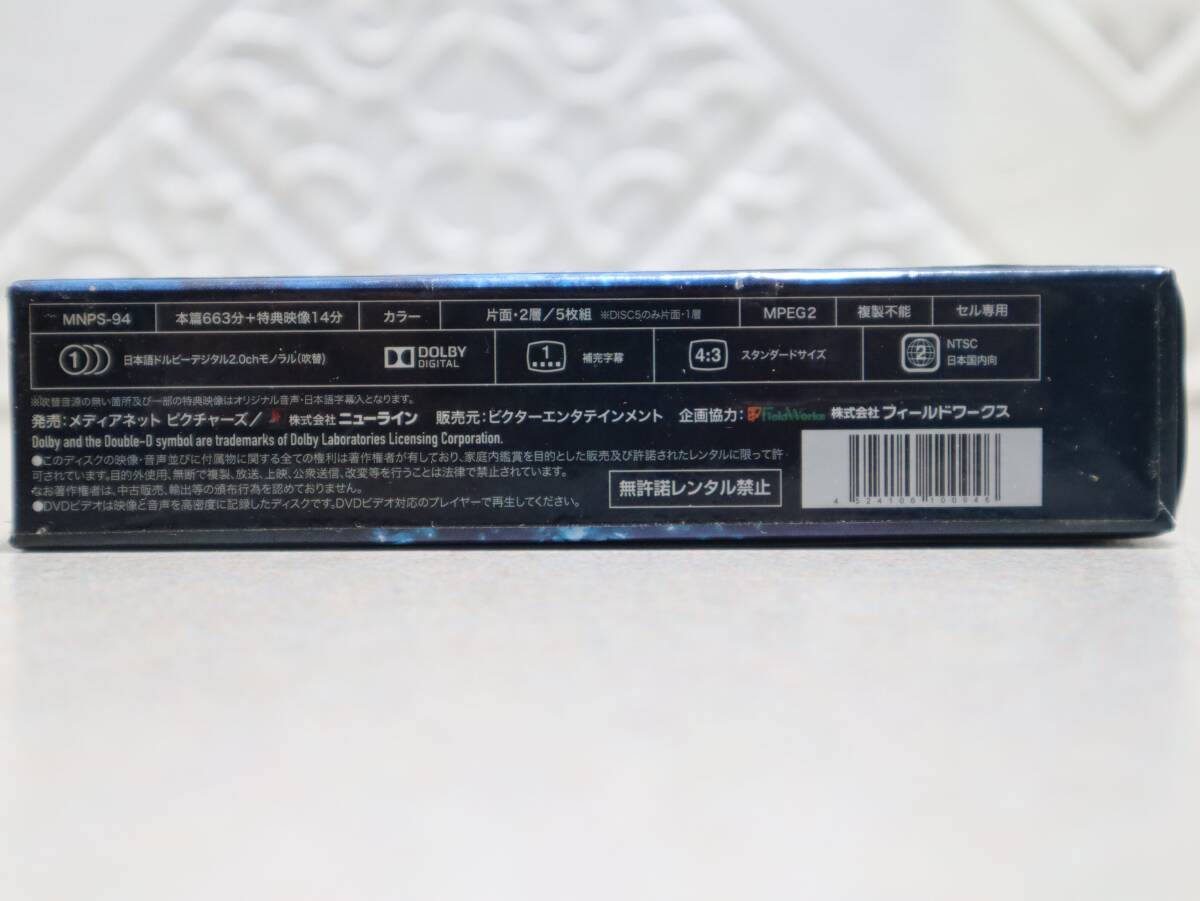 MNPS-94 本篇663分+特典映像14分 カラー 片面・2層/5枚組 ※DISC5のみ片面・1層 MPEG2 複製不能 セル専用
1 日本語ドルビーデジタル2.0chモノラル(吹替) DOLBY DIGITAL 1 補完字幕 4:3 スタンダードサイズ 2 NTSC 日本国内向
※吹替音源の無い箇所及び一部の特典映像はオリジナル音声・日本語字幕入となります。
発売:メディアネット ピクチャーズ/株式会社ニューライン 販売元:ビクターエンタテインメント 企画協力:FieldWorks 株式会社フィールドワークス
Dolby and the Double-D symbol are trademarks of Dolby Laboratories Licensing Corporation.
●このディスクの映像・音声並びに付属物に関する全ての権利は著作権者が有しており、家庭内鑑賞を目的とした販売及び許諾されたレンタルに限って許
可されています。目的外使用、無断で複製、放送、上映、公衆送信、改変等を行うことは法律で禁止されています。
なお著作権者は、中古販売、輸出等の頒布行為を認めておりません。
●DVDビデオは映像と音声を高密度に記録したディスクです。DVDビデオ対応のプレイヤーで再生してください。
無許諾レンタル禁止
4 524106 100946